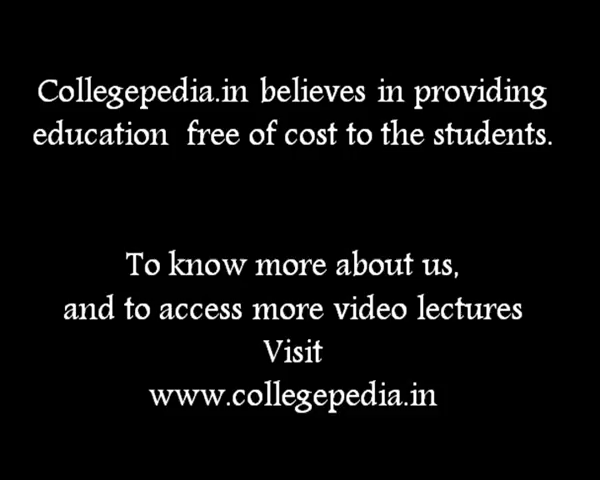 Collegepedia.in believes in providing
education  free of cost to the students.
To know more about us,
and to access more video lectures
Visit
www.collegepedia.in